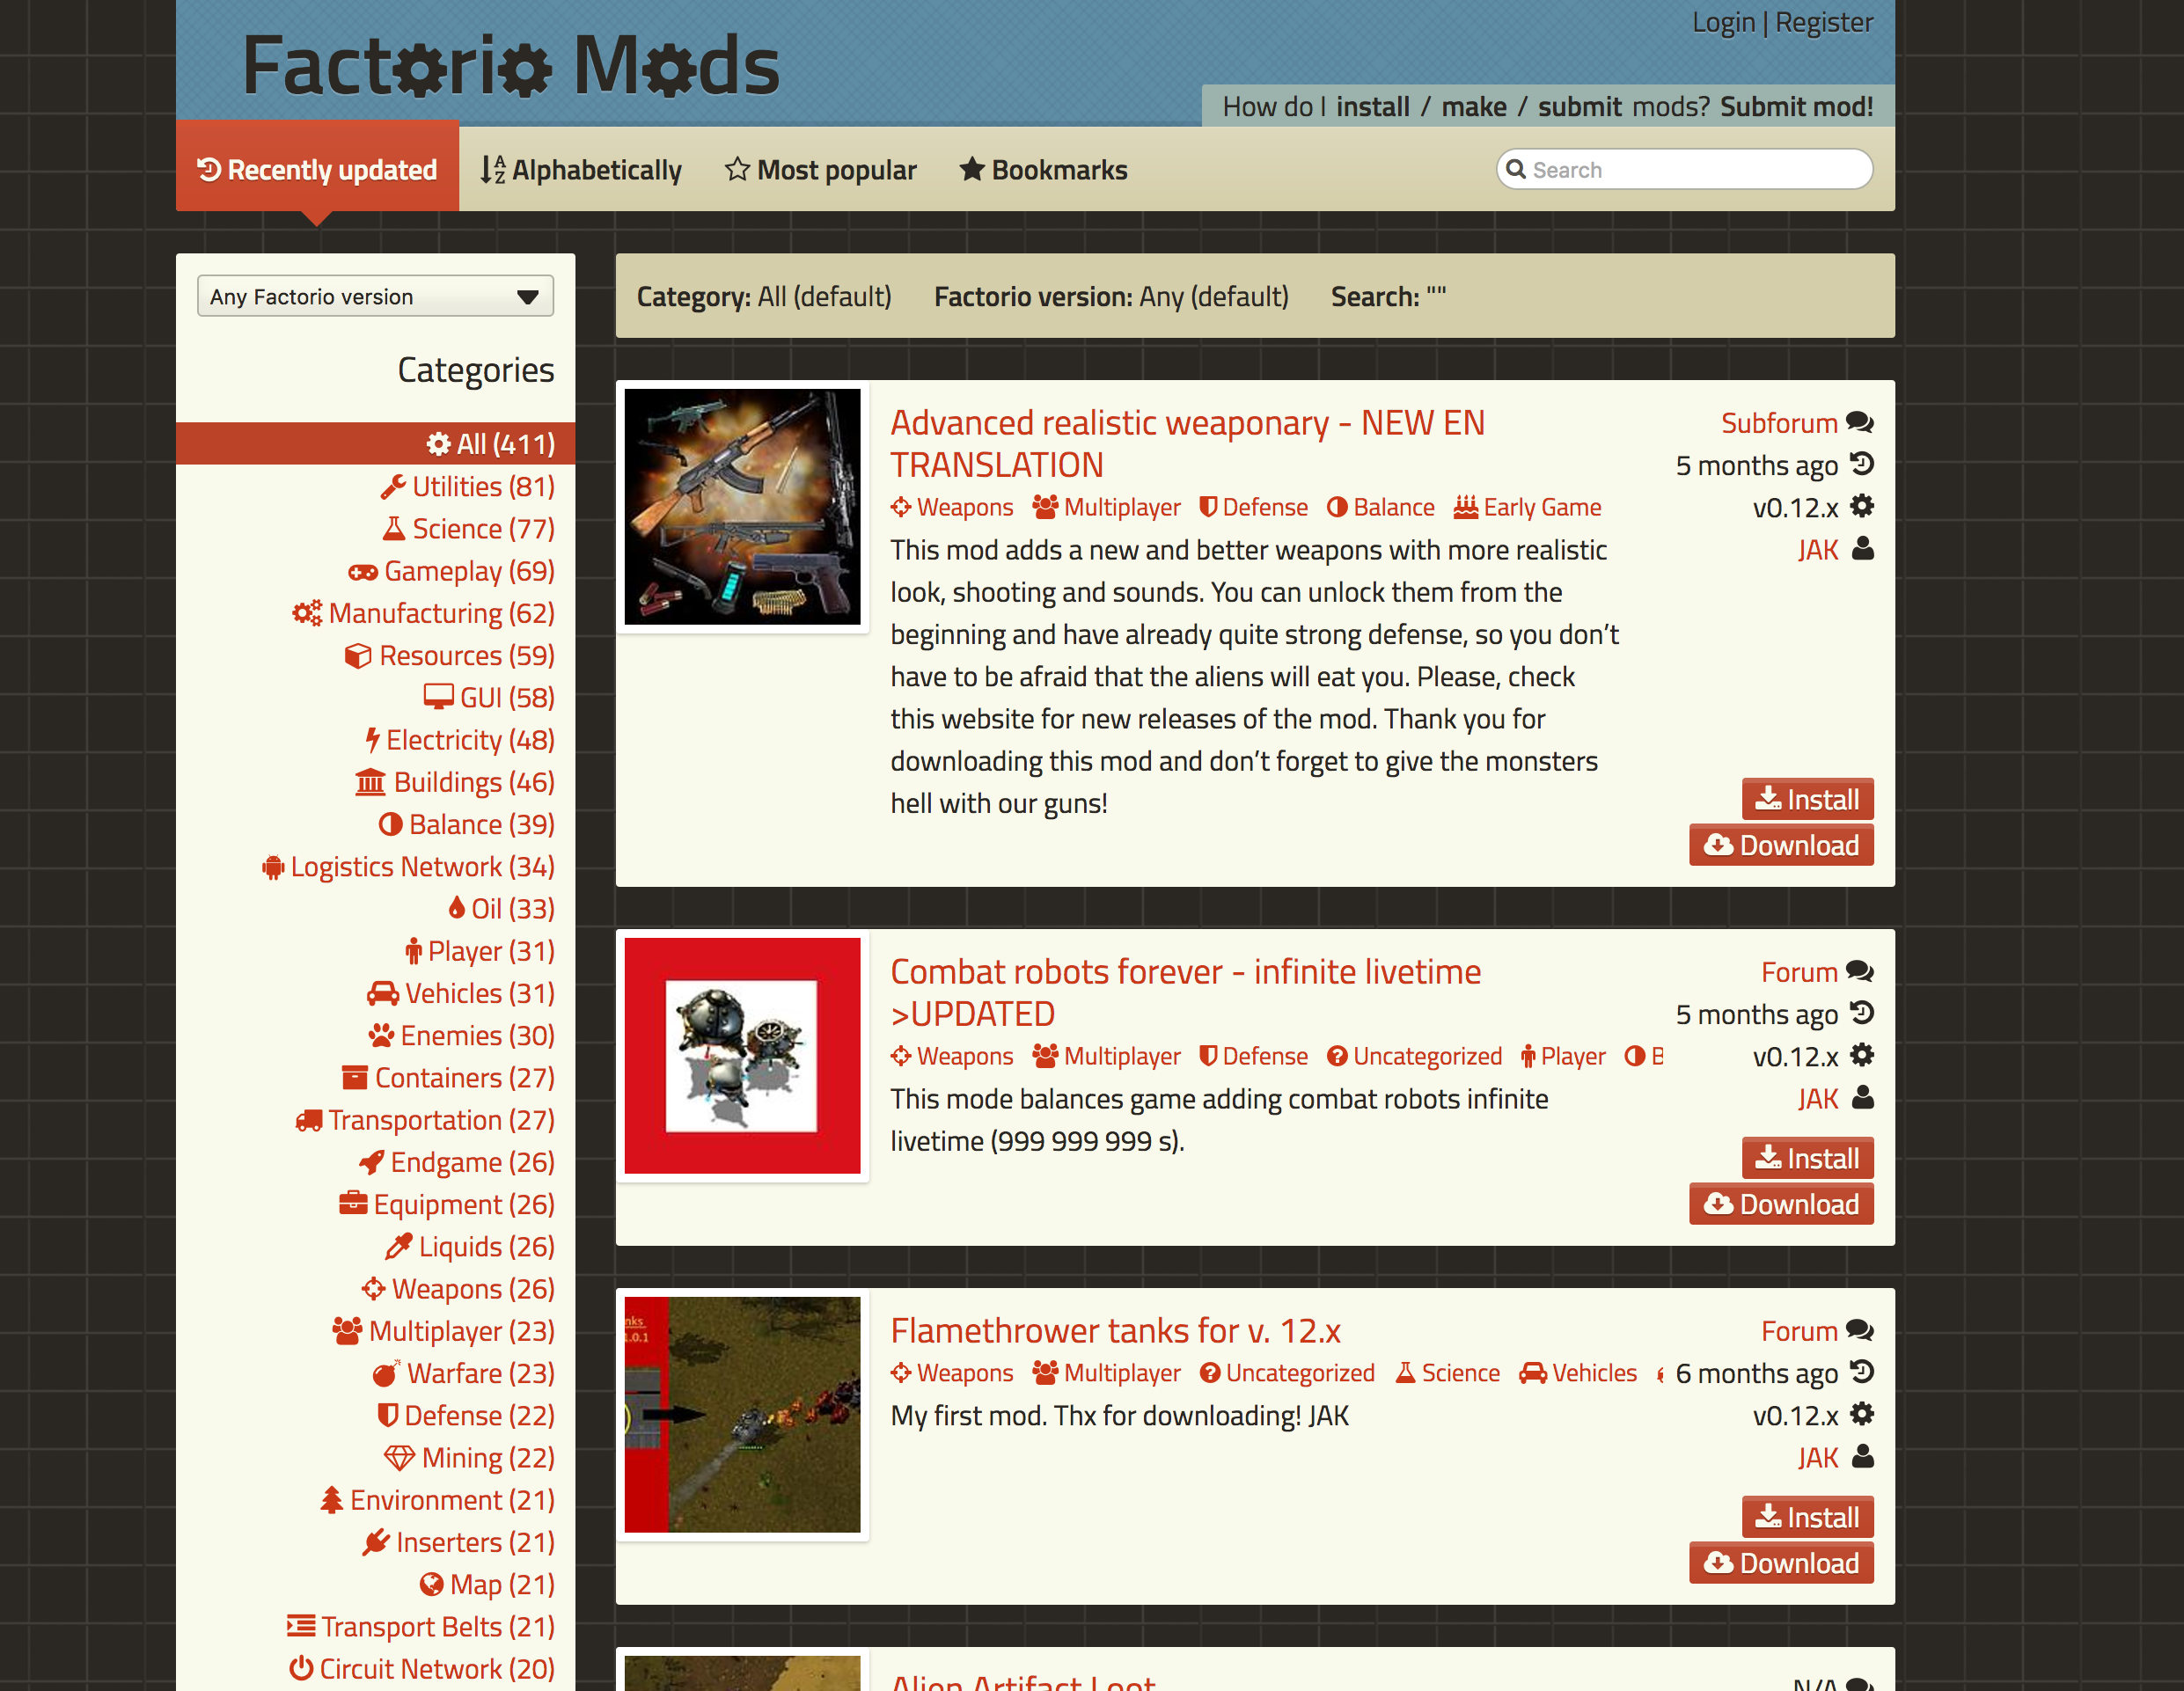 Factorio Mods
Login | Register
How do I install / make / submit mods? Submit mod!
Recently updated
Alphabetically
Most popular
Bookmarks
Search
Any Factorio version
Categories
All (411)
Utilities (81)
Science (77)
Gameplay (69)
Manufacturing (62)
Resources (59)
GUI (58)
Electricity (48)
Buildings (46)
Balance (39)
Logistics Network (34)
Oil (33)
Player (31)
Vehicles (31)
Enemies (30)
Containers (27)
Transportation (27)
Endgame (26)
Equipment (26)
Liquids (26)
Weapons (26)
Multiplayer (23)
Warfare (23)
Defense (22)
Mining (22)
Environment (21)
Inserters (21)
Map (21)
Transport Belts (21)
Circuit Network (20)
Category: All (default) Factorio version: Any (default) Search: ""
Advanced realistic weaponary - NEW EN
TRANSLATION
Weapons Multiplayer Defense Balance Early Game
This mod adds a new and better weapons with more realistic
look, shooting and sounds. You can unlock them from the
beginning and have already quite strong defense, so you don’t
have to be afraid that the aliens will eat you. Please, check
this website for new releases of the mod. Thank you for
downloading this mod and don’t forget to give the monsters
hell with our guns!
Subforum
5 months ago
v0.12.x
JAK
Install
Download
Combat robots forever - infinite livetime
>UPDATED
Weapons Multiplayer Defense Uncategorized Player B
This mode balances game adding combat robots infinite
livetime (999 999 999 s).
Forum
5 months ago
v0.12.x
JAK
Install
Download
nks
1.0.1
Flamethrower tanks for v. 12.x
Weapons Multiplayer Uncategorized Science Vehicles
My first mod. Thx for downloading! JAK
Forum
6 months ago
v0.12.x
JAK
Install
Download
Alien Artifact Loot
N/A